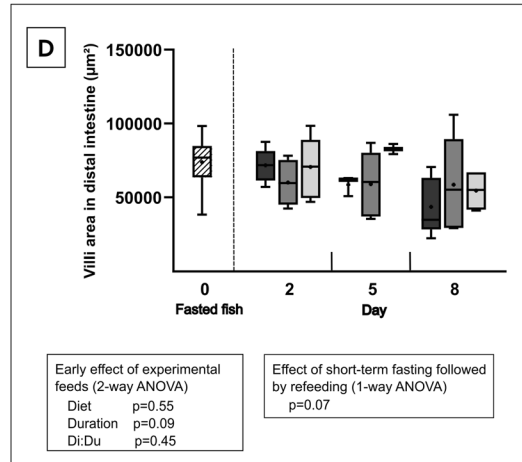 D
Villi area in distal intestine (µm²)
150000
100000
50000
0
2
5
8
Fasted fish
Day
Early effect of experimental
feeds (2-way ANOVA)
Diet p=0.55
Duration p=0.09
Di:Du p=0.45
Effect of short-term fasting followed
by refeeding (1-way ANOVA)
p=0.07